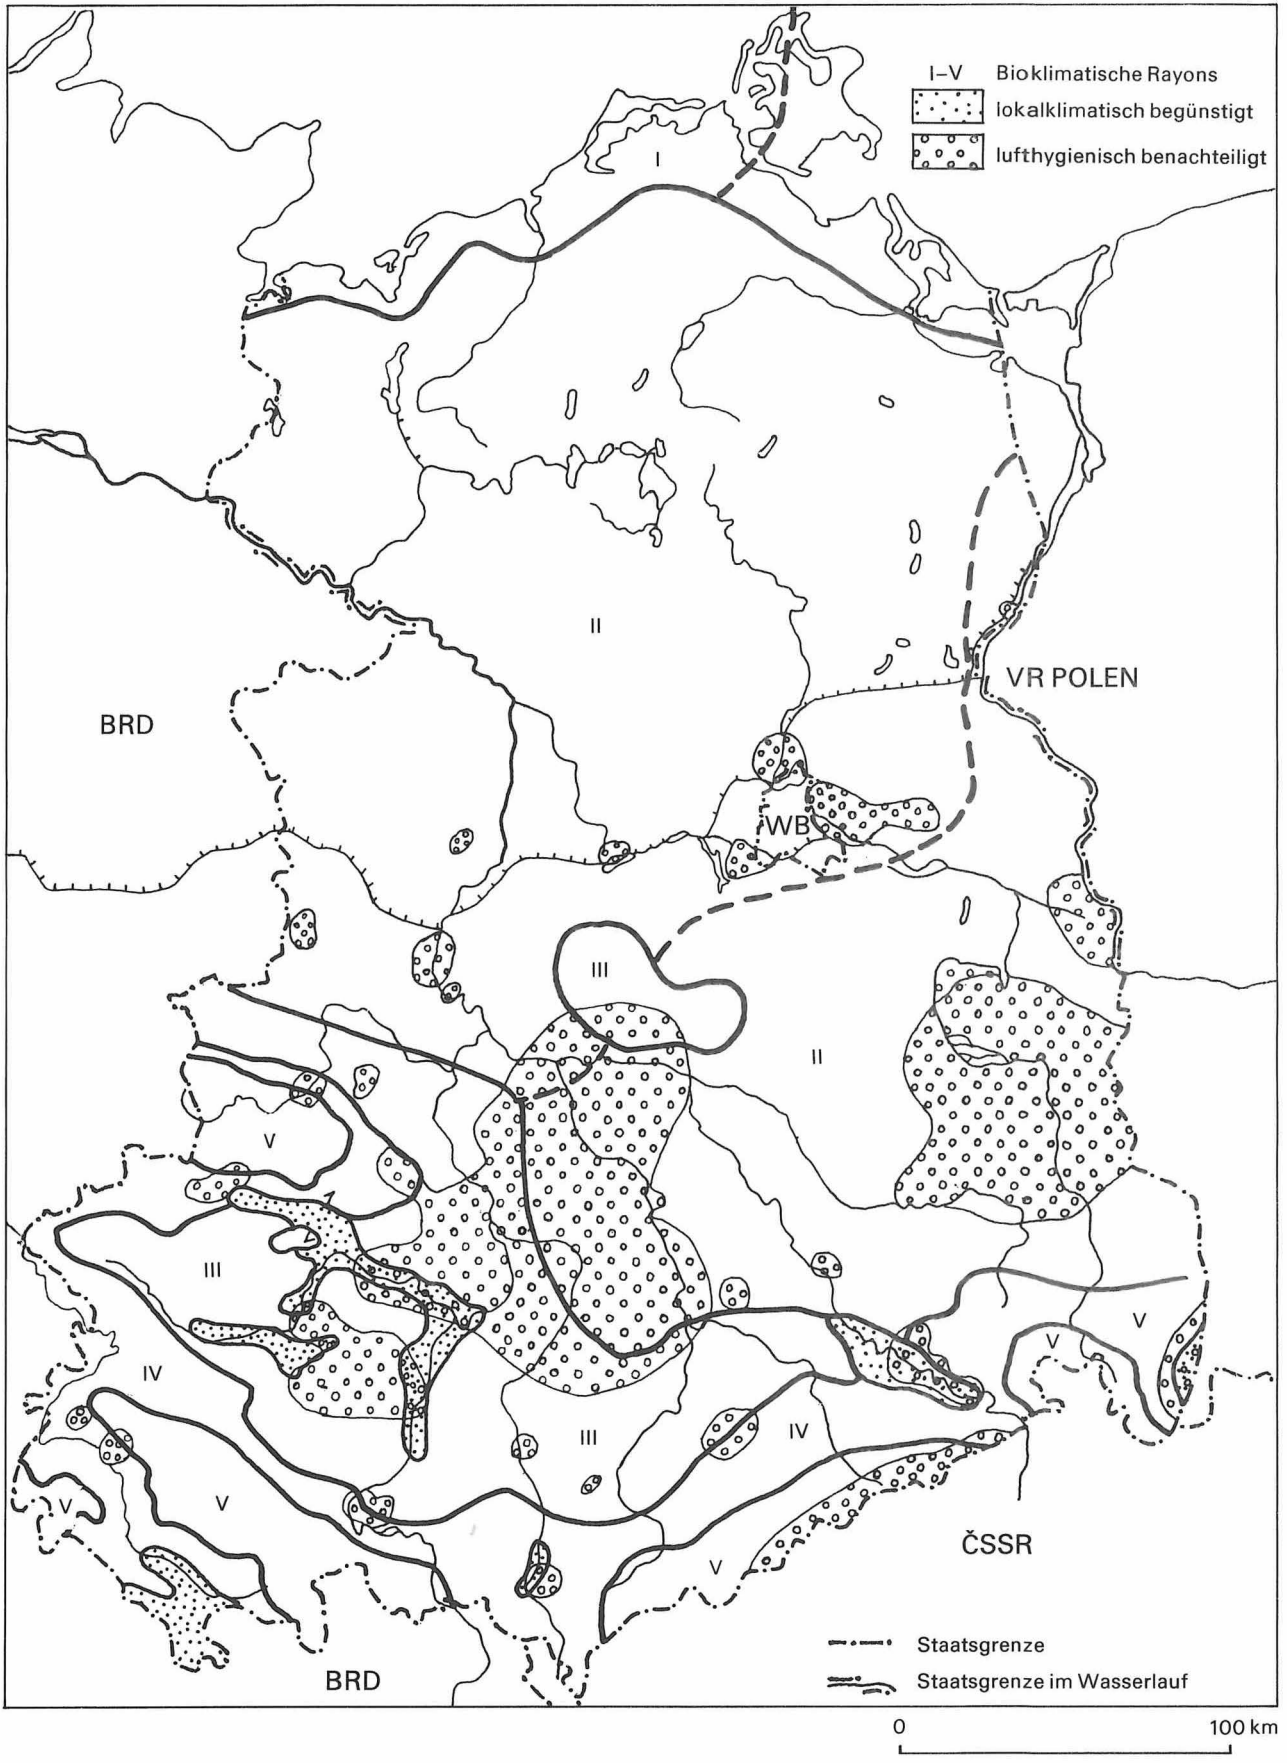 I–V Bioklimatische Rayons
lokalklimatisch begünstigt
lufthygienisch benachteiligt
I
II
VR POLEN
BRD
WB
III
II
V
III
V
V
IV
III
IV
V
V
V
ČSSR
Staatsgrenze
BRD
Staatsgrenze im Wasserlauf
0 100 km